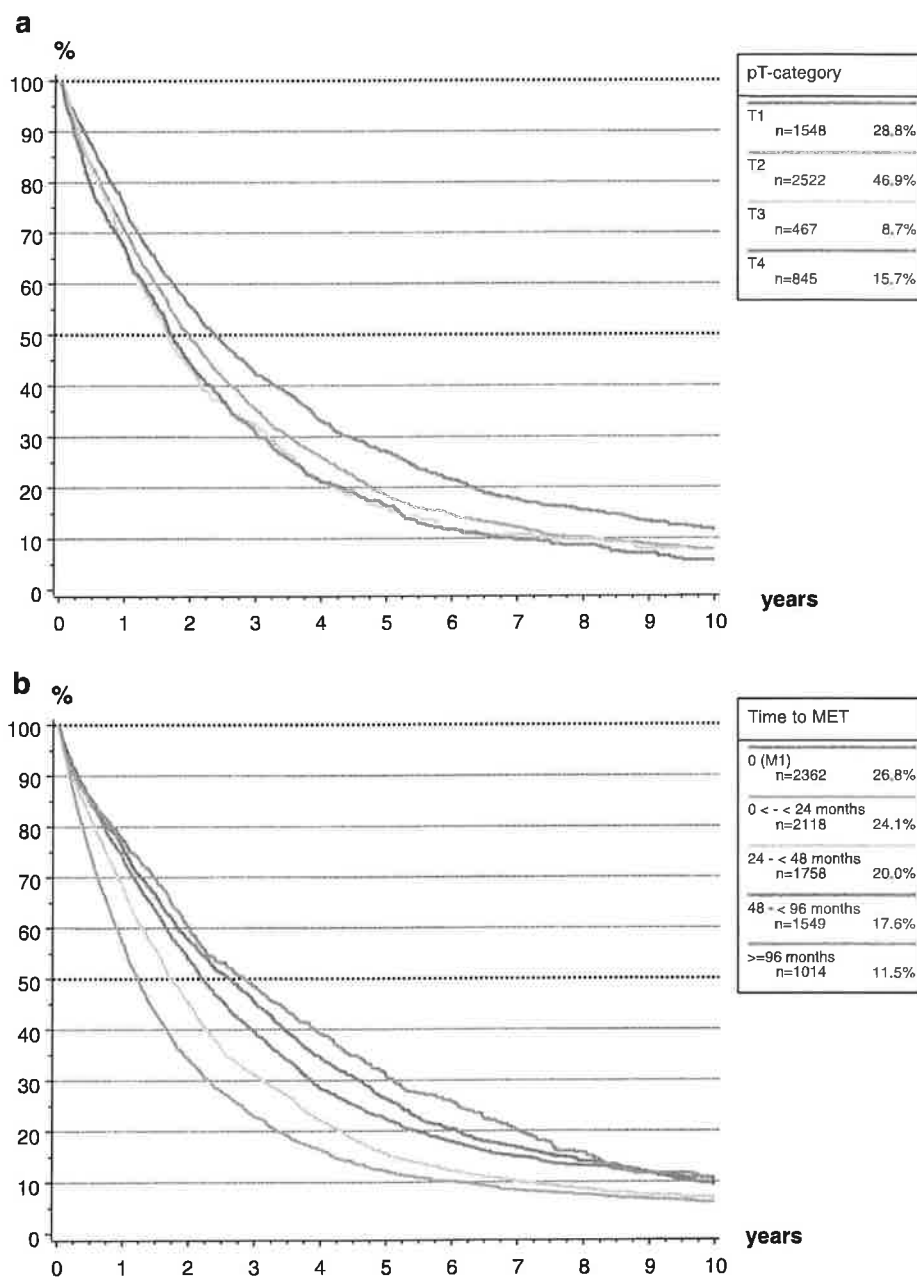 a
%
pT-category
T1
n=1548 28.8%
T2
n=2522 46.9%
T3
n=467 8.7%
T4
n=845 15.7%
100
90
80
70
60
50
40
30
20
10
0
0 1 2 3 4 5 6 7 8 9 10
years
b
%
Time to MET
0 (M1)
n=2362 26.8%
0 < - < 24 months
n=2118 24.1%
24 - < 48 months
n=1758 20.0%
48 - < 96 months
n=1549 17.6%
>=96 months
n=1014 11.5%
100
90
80
70
60
50
40
30
20
10
0
years
0 1 2 3 4 5 6 7 8 9 10